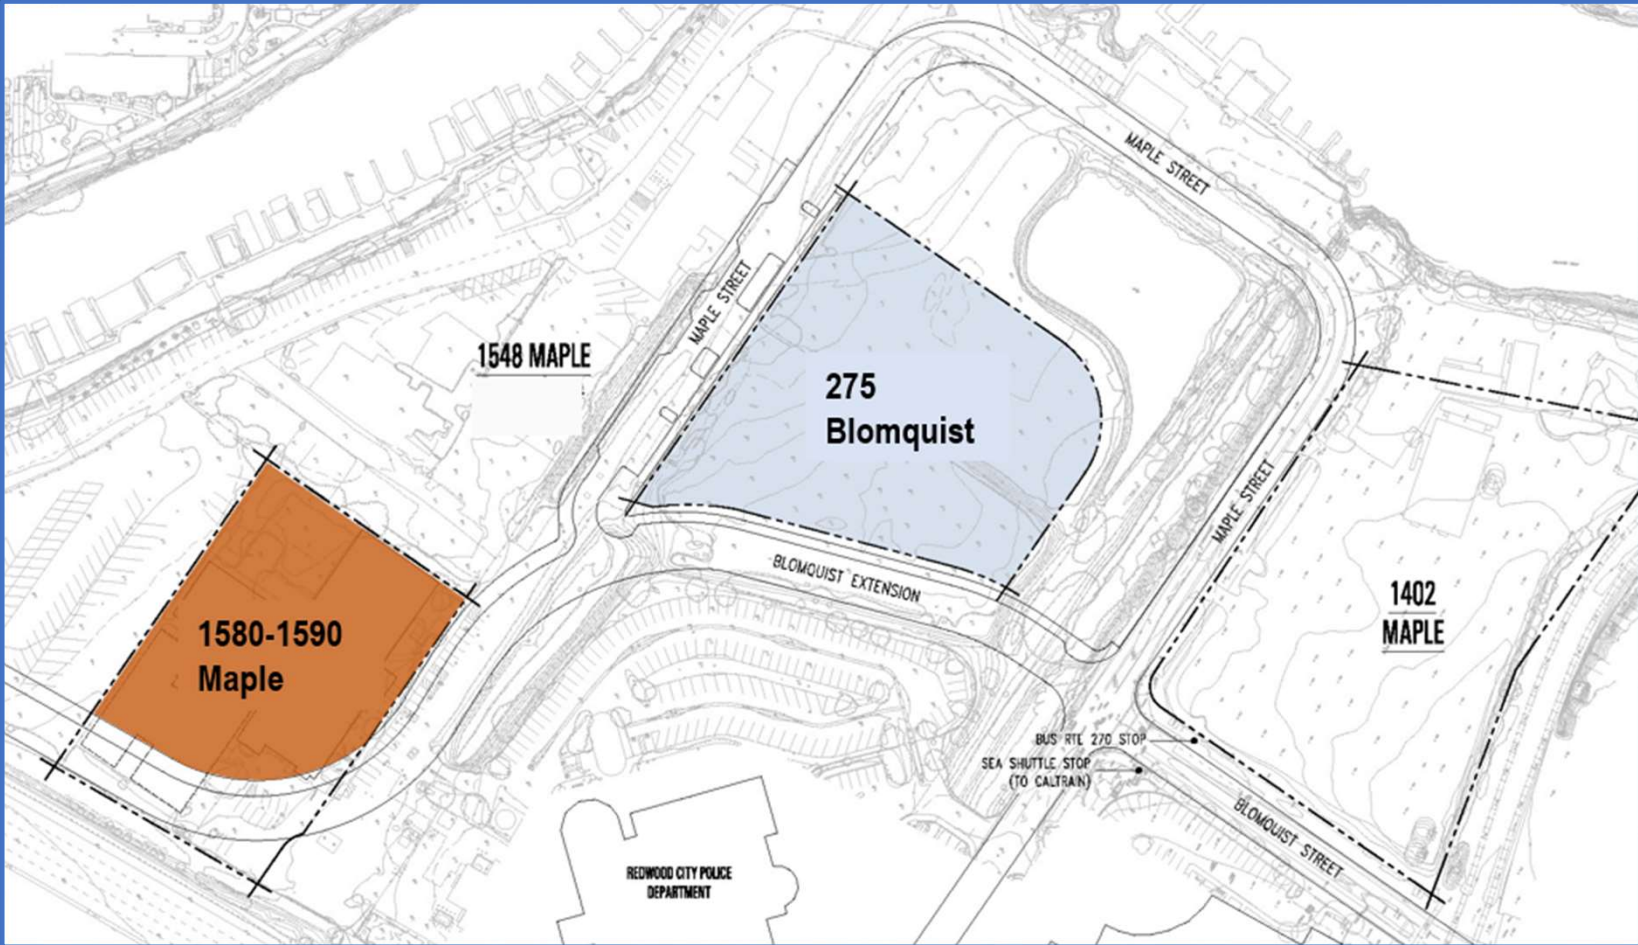 MAPLE STREET
MAPLE STREET
1548 MAPLE
275
Blomquist
MAPLE STREET
BLOMQUIST EXTENSION
1402
MAPLE
1580-1590
Maple
BUS RTE 270 STOP
SEA SHUTTLE STOP
(TO CALTRAIN)
BLOMQUIST STREET
REDWOOD CITY POLICE
DEPARTMENT